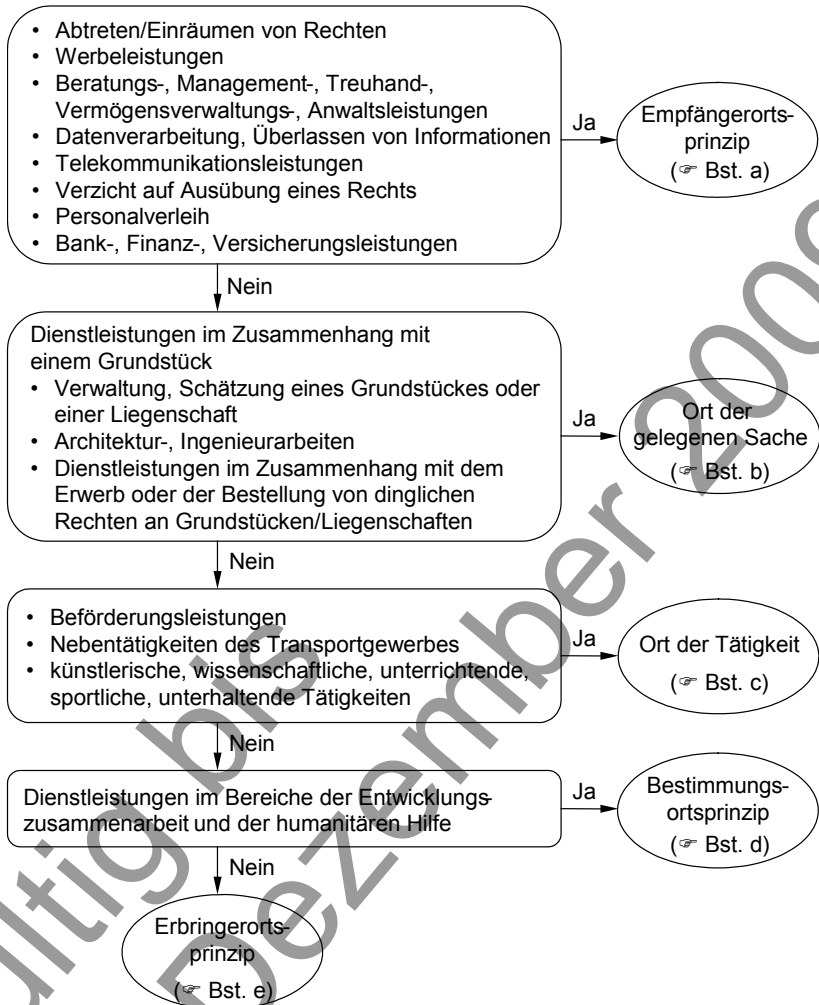 • Abtreten/Einräumen von Rechten
• Werbeleistungen
• Beratungs-, Management-, Treuhand-,
Vermögensverwaltungs-, Anwaltsleistungen
• Datenverarbeitung, Überlassen von Informationen
• Telekommunikationsleistungen
• Verzicht auf Ausübung eines Rechts
• Personalverleih
• Bank-, Finanz-, Versicherungsleistungen
Ja
Empfängerorts-
prinzip
(☞ Bst. a)
Nein
Dienstleistungen im Zusammenhang mit
einem Grundstück
• Verwaltung, Schätzung eines Grundstückes oder
einer Liegenschaft
• Architektur-, Ingenieurarbeiten
• Dienstleistungen im Zusammenhang mit dem
Erwerb oder der Bestellung von dinglichen
Rechten an Grundstücken/Liegenschaften
Ja
Ort der
gelegenen Sache
(☞ Bst. b)
Nein
• Beförderungsleistungen
• Nebentätigkeiten des Transportgewerbes
• künstlerische, wissenschaftliche, unterrichtende,
sportliche, unterhaltende Tätigkeiten
Ja
Ort der Tätigkeit
(☞ Bst. c)
Nein
Dienstleistungen im Bereiche der Entwicklungs-
zusammenarbeit und der humanitären Hilfe
Ja
Bestimmungs-
ortsprinzip
(☞ Bst. d)
Nein
Erbringerorts-
prinzip
(☞ Bst. e)
ültig bis
Dezember 2009